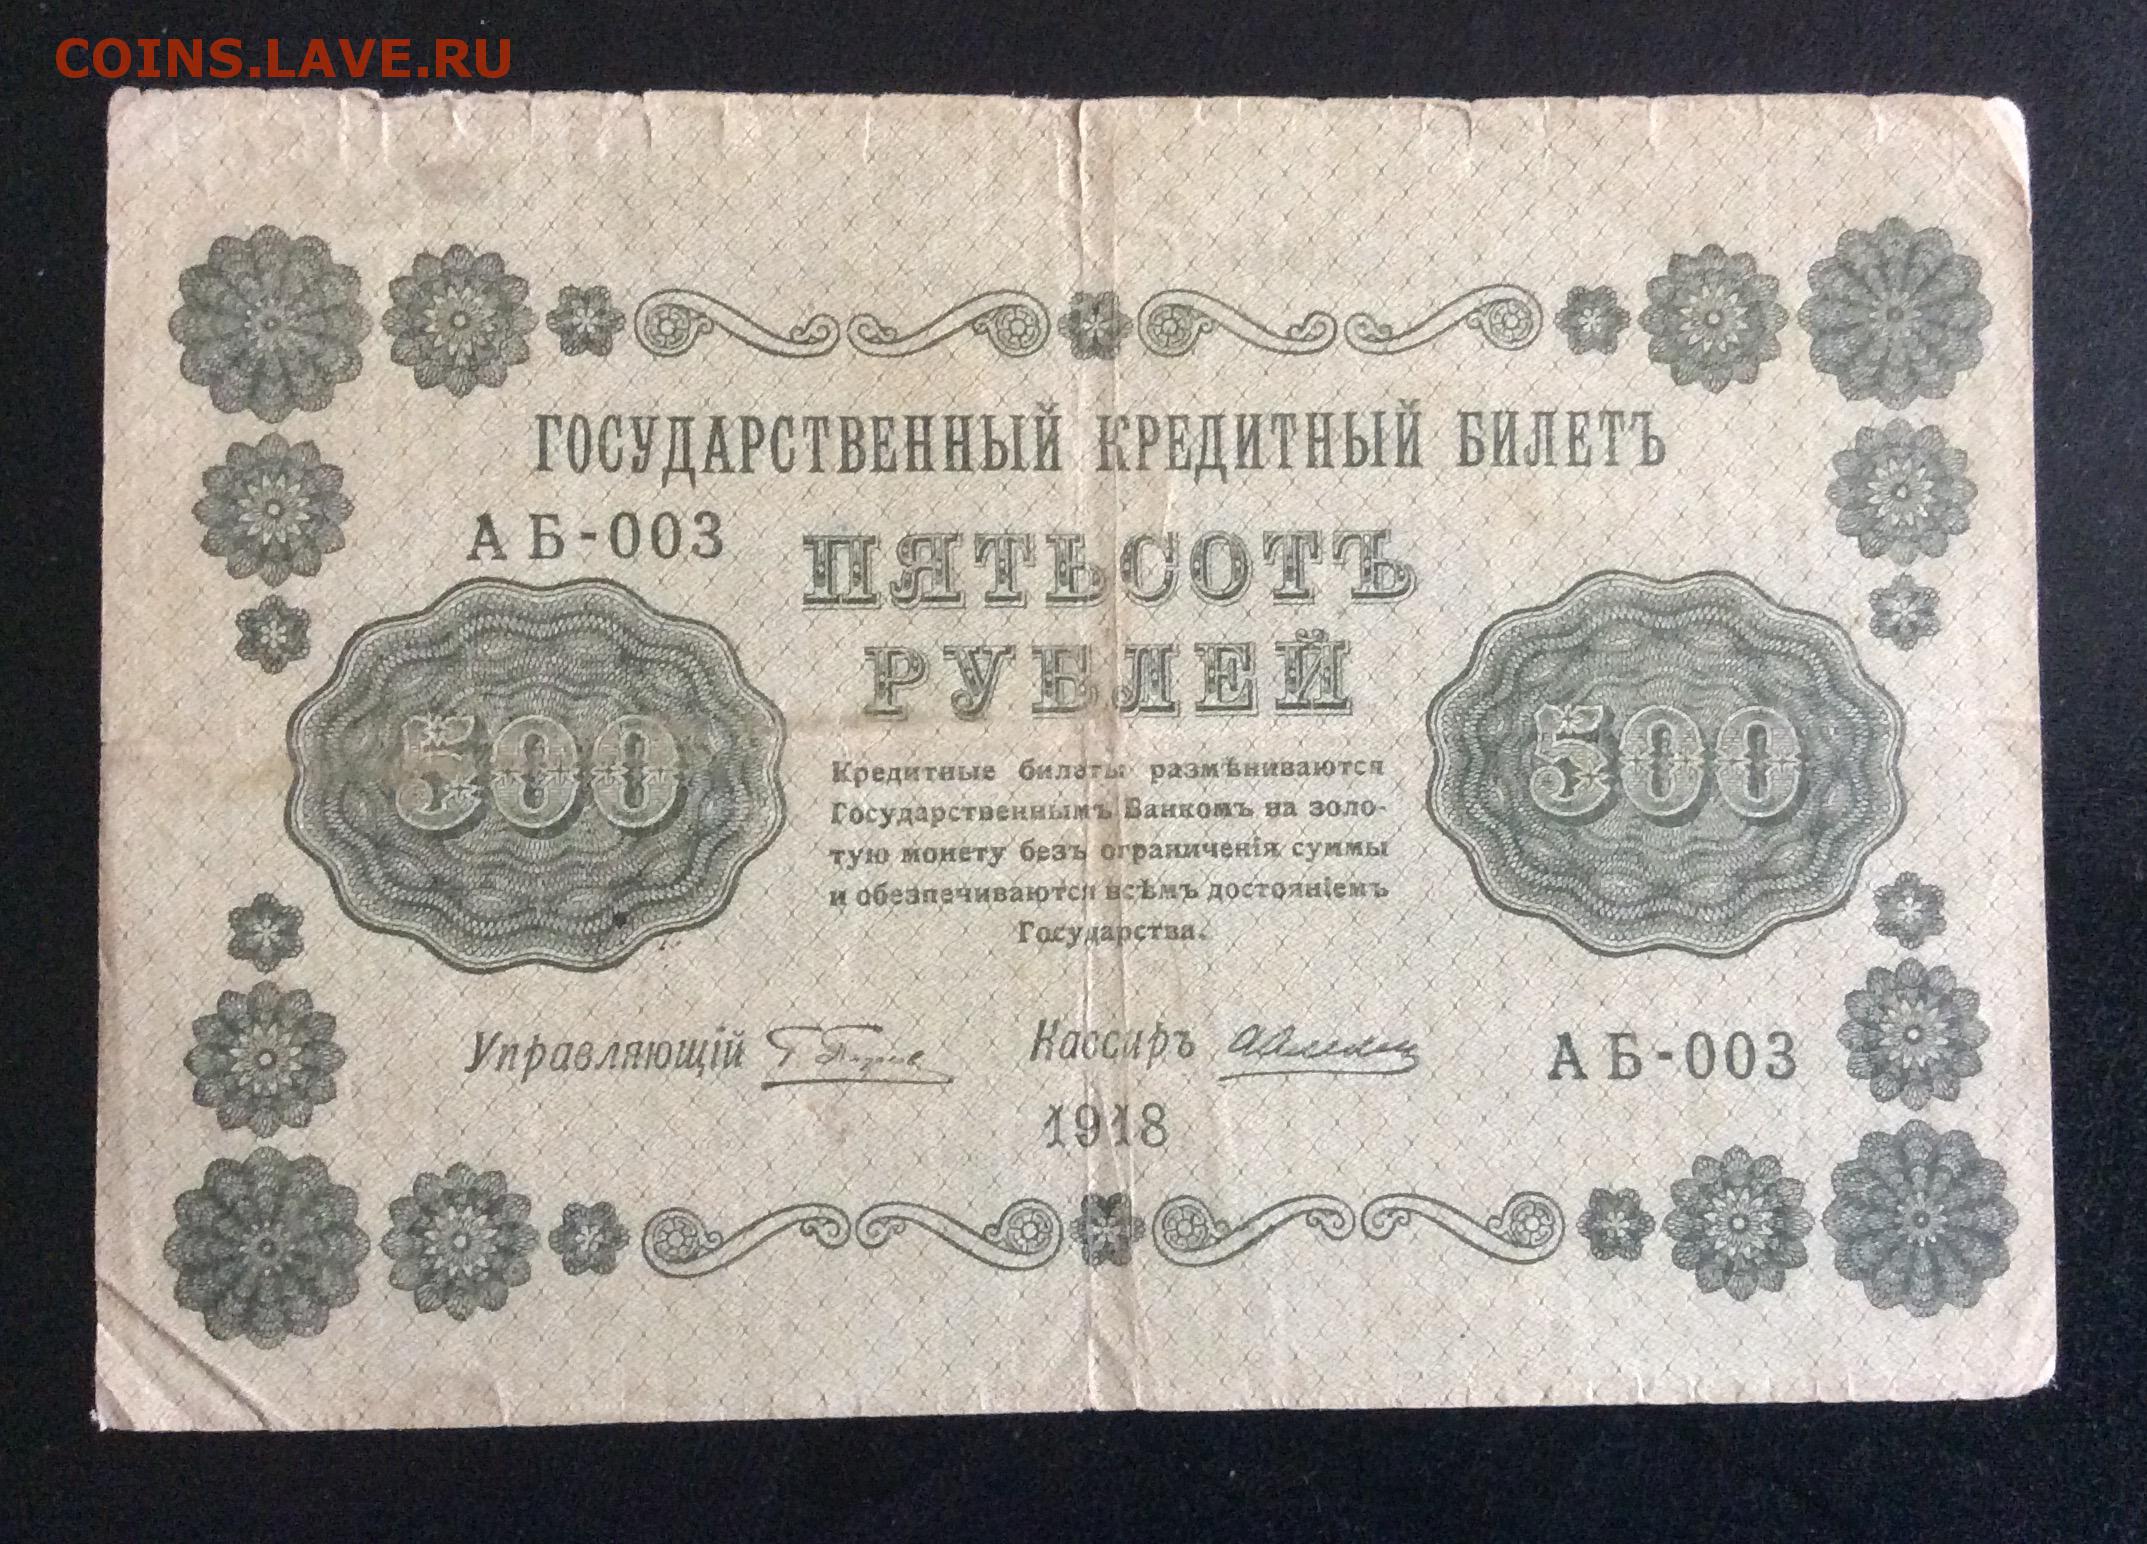 COINS.LAVE.RU
ГОСУДАРСТВЕННЫЙ КРЕДИТНЫЙ БИЛЕТЪ
АБ-003
ПЯТЬСОТЪ
РУБЛЕЙ
500
500
Кредитные билеты размѣниваются
Государственнымъ Банкомъ на золо-
тую монету безъ ограниченія суммы
и обезпечиваются всѣмъ достояніемъ
Государства.
Управляющій
Кассиръ
АБ-003
1918